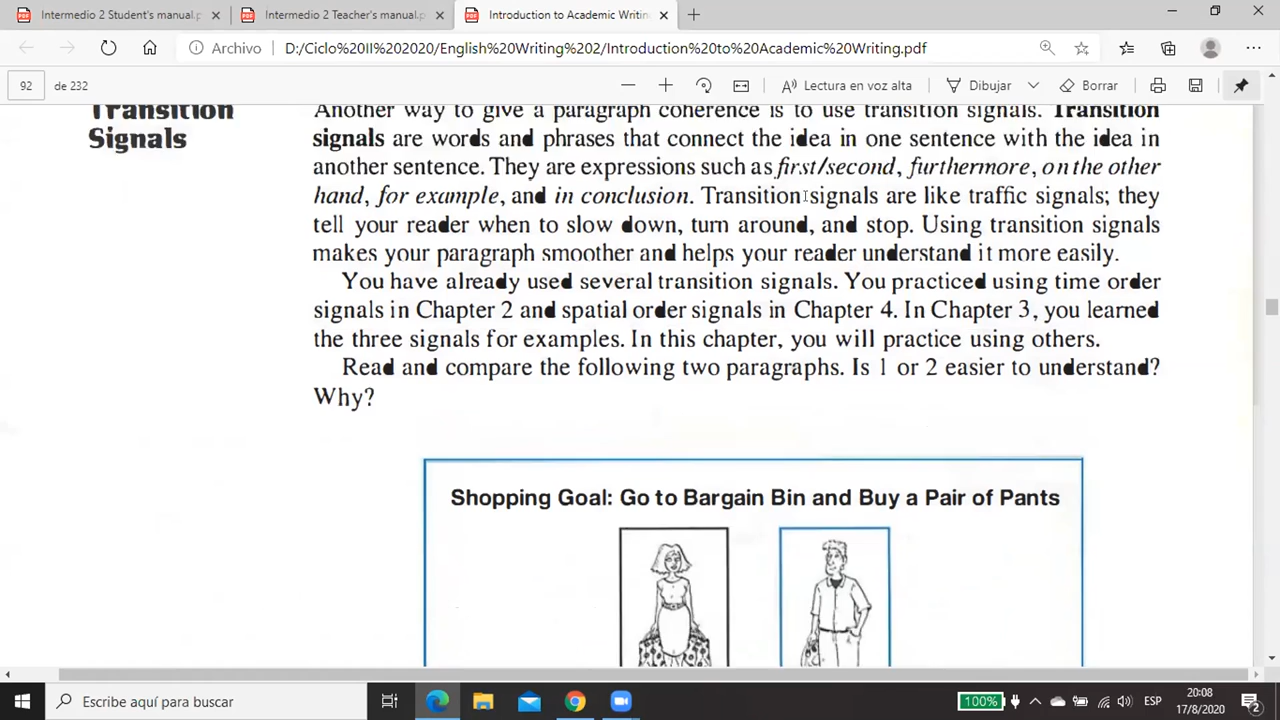 Intermedio 2 Student's manual.p
Intermedio 2 Teacher's manual.p
Introduction to Academic Writin
Archivo
D:/Ciclo%20II%202020/English%20Writing%202/Introduction%20to%20Academic%20Writing.pdf
92
de 232
Lectura en voz alta
Dibujar
Borrar
Transition
Signals
Another way to give a paragraph coherence is to use transition signals. Transition
signals are words and phrases that connect the idea in one sentence with the idea in
another sentence. They are expressions such as first/second, furthermore, on the other
hand, for example, and in conclusion. Transition signals are like traffic signals; they
tell your reader when to slow down, turn around, and stop. Using transition signals
makes your paragraph smoother and helps your reader understand it more easily.
You have already used several transition signals. You practiced using time order
signals in Chapter 2 and spatial order signals in Chapter 4. In Chapter 3, you learned
the three signals for examples. In this chapter, you will practice using others.
Read and compare the following two paragraphs. Is 1 or 2 easier to understand?
Why?
Shopping Goal: Go to Bargain Bin and Buy a Pair of Pants
Escribe aquí para buscar
100%
ESP
20:08
17/8/2020
2